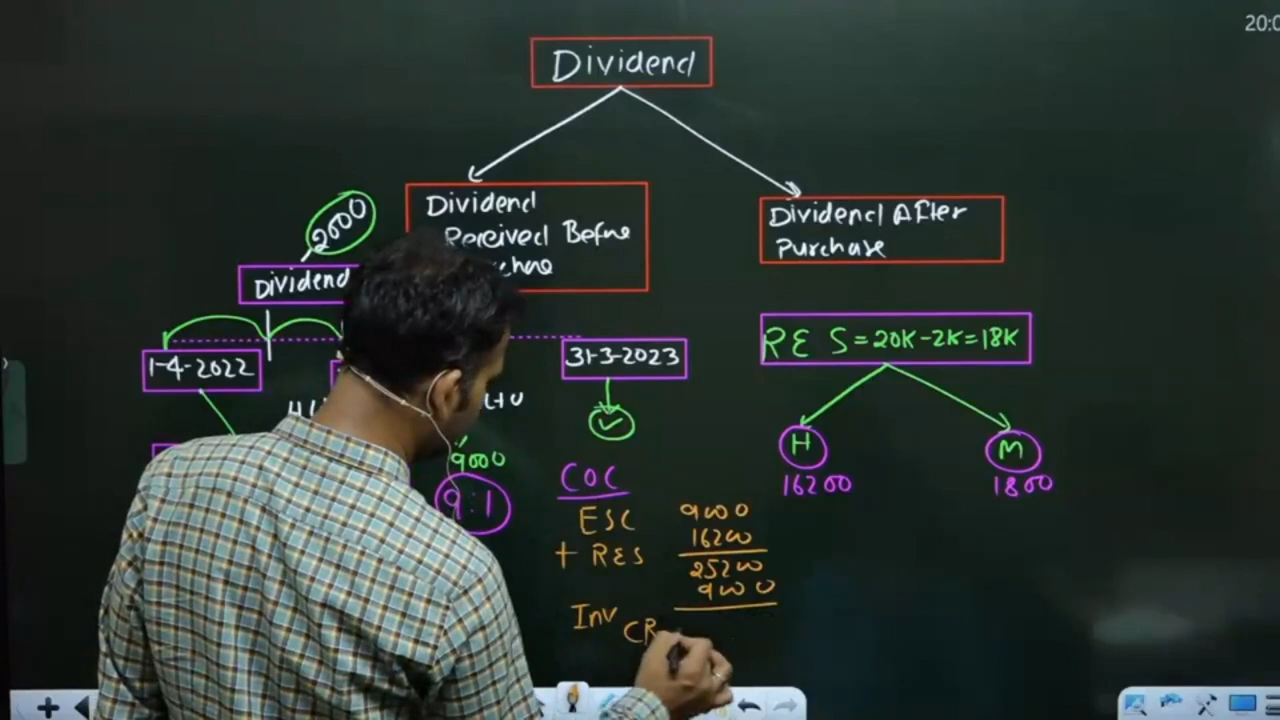 20:0
Dividend
Dividend
Received Before
Dividend After
Purchase
2000
Dividend
1-4-2022
31-3-2023
RES = 20K-2K=18K
H
M
16200
1800
9000
9:1
COC
ESC 9000
+ RES 16200
25200
9000
Inv
CR